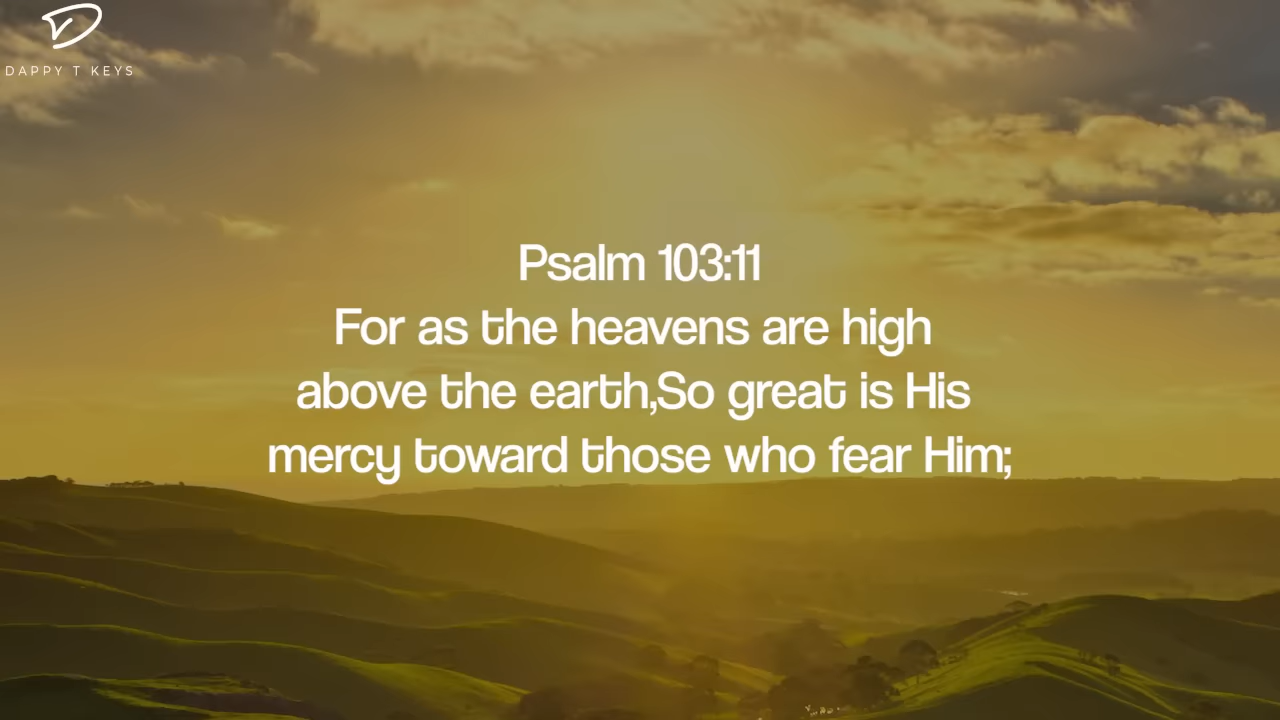 DAPPY T KEYS
Psalm 103:11
For as the heavens are high
above the earth,So great is His
mercy toward those who fear Him;